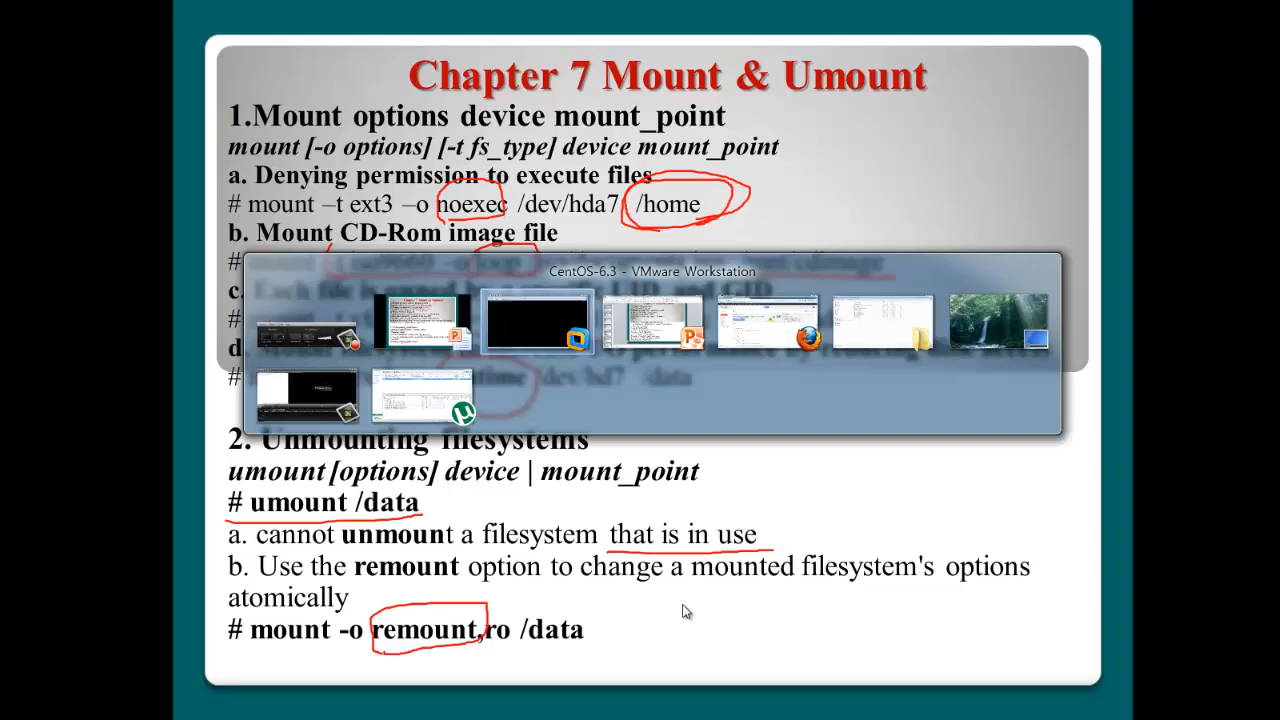 Chapter 7 Mount & Umount
1.Mount options device mount_point
mount [-o options] [-t fs_type] device mount_point
a. Denying permission to execute files
# mount –t ext3 –o noexec /dev/hda7 /home
b. Mount CD-Rom image file
#
CentOS-6.3 - VMware Workstation
c.
#
d.
# /dev/hd7 /data
2. Unmounting filesystems
umount [options] device | mount_point
# umount /data
a. cannot unmount a filesystem that is in use
b. Use the remount option to change a mounted filesystem's options
atomically
# mount -o remount,ro /data